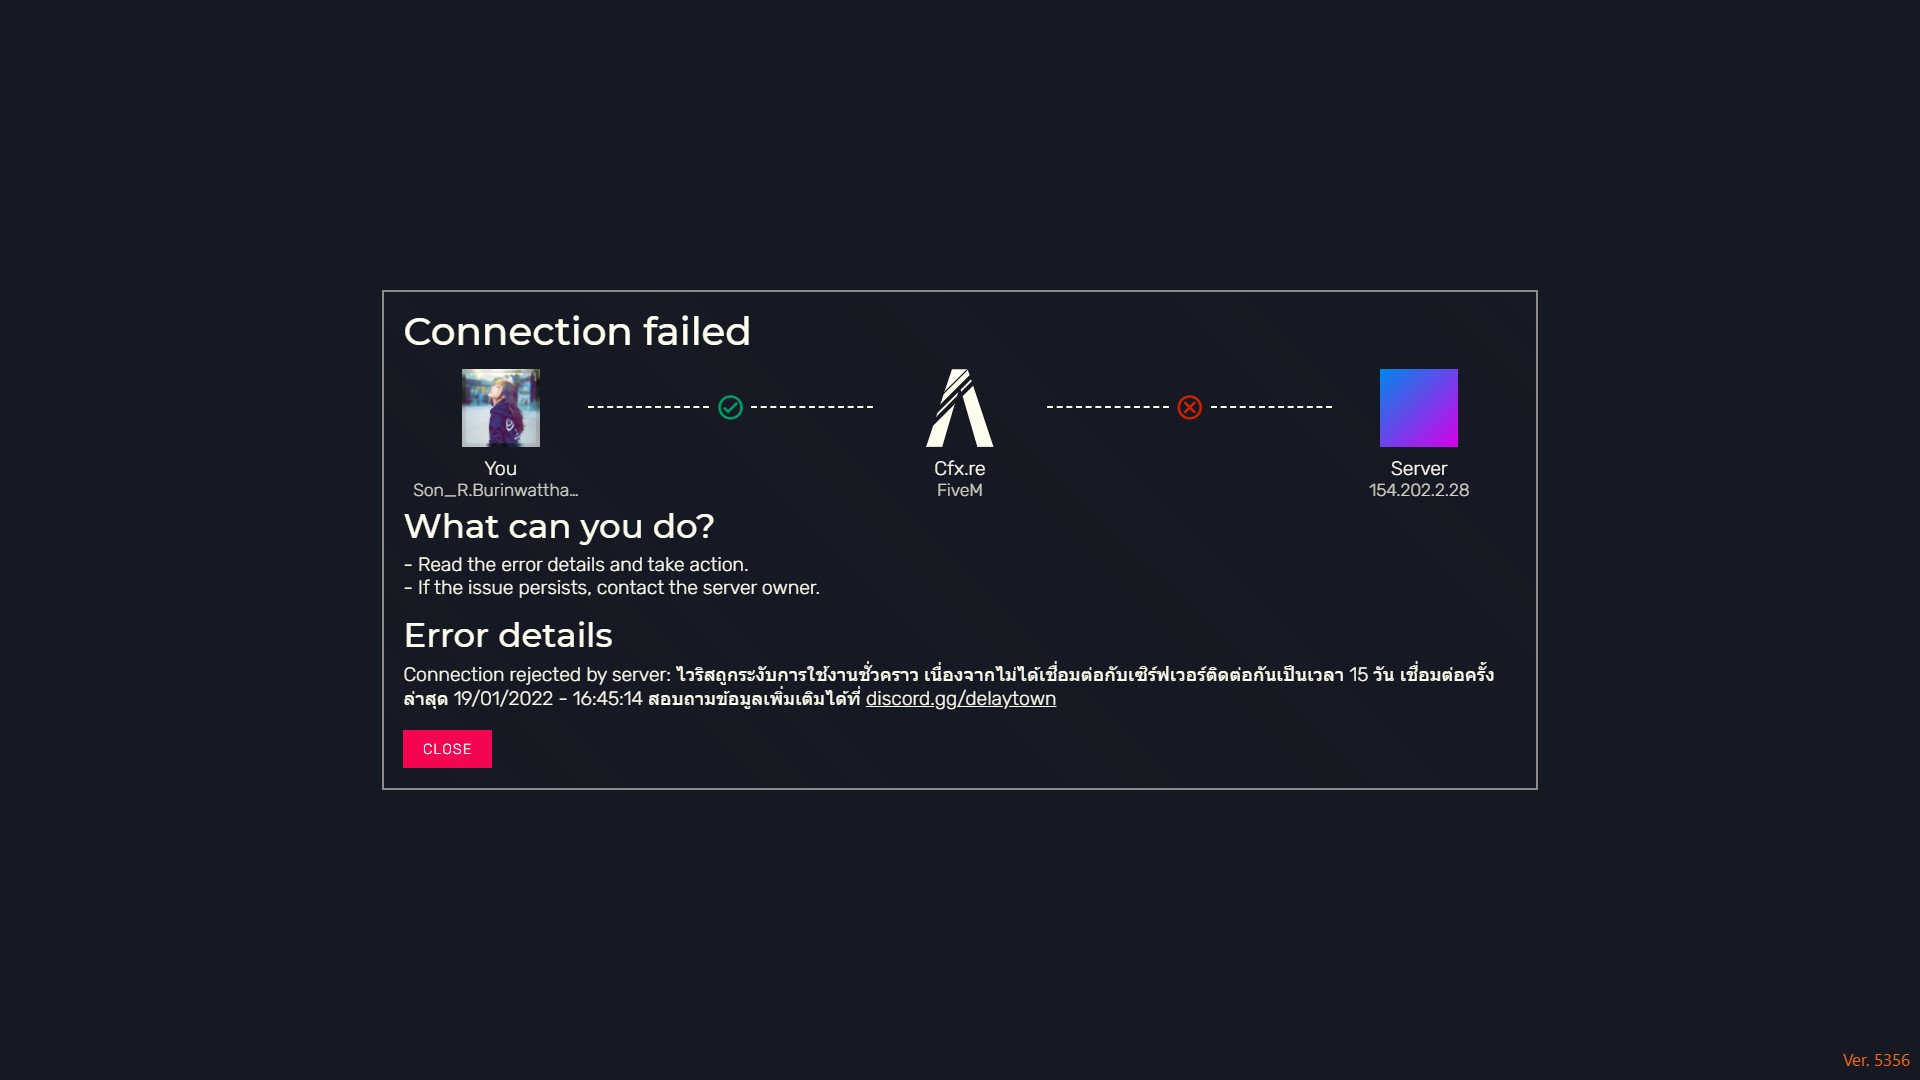 Connection failed
You
Son_R.Burinwattha...
Cfx.re
FiveM
Server
154.202.2.28
What can you do?
- Read the error details and take action.
- If the issue persists, contact the server owner.
Error details
Connection rejected by server: ไวริสถูกระงับการใช้งานชั่วคราว เนื่องจากไม่ได้เชื่อมต่อกับเซิร์ฟเวอร์ติดต่อกันเป็นเวลา 15 วัน เชื่อมต่อครั้ง
ล่าสุด 19/01/2022 - 16:45:14 สอบถามข้อมูลเพิ่มเติมได้ที่ discord.gg/delaytown
CLOSE
Ver. 5356